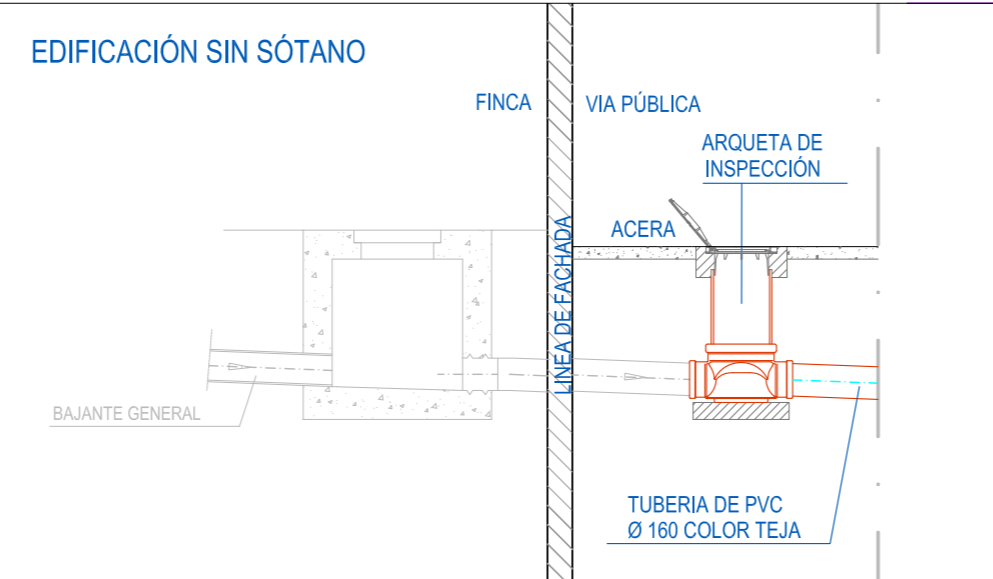 EDIFICACIÓN SIN SÓTANO
FINCA
VIA PÚBLICA
ARQUETA DE
INSPECCIÓN
ACERA
LINEA DE FACHADA
BAJANTE GENERAL
TUBERIA DE PVC
Ø 160 COLOR TEJA